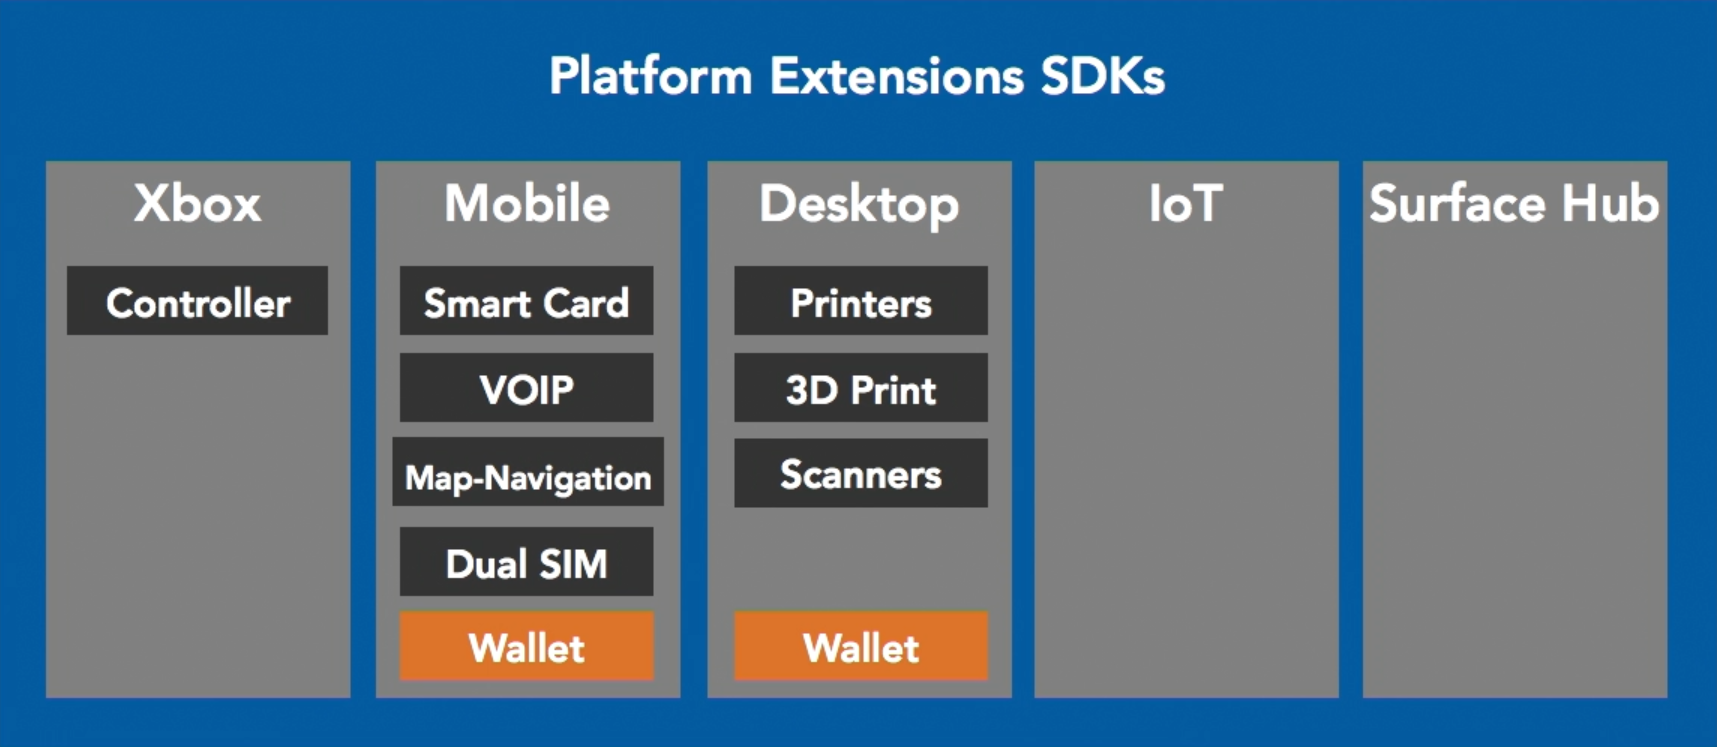 Platform Extensions SDKs
Xbox
Controller
Mobile
Smart Card
VOIP
Map-Navigation
Dual SIM
Wallet
Desktop
Printers
3D Print
Scanners
Wallet
IoT
Surface Hub